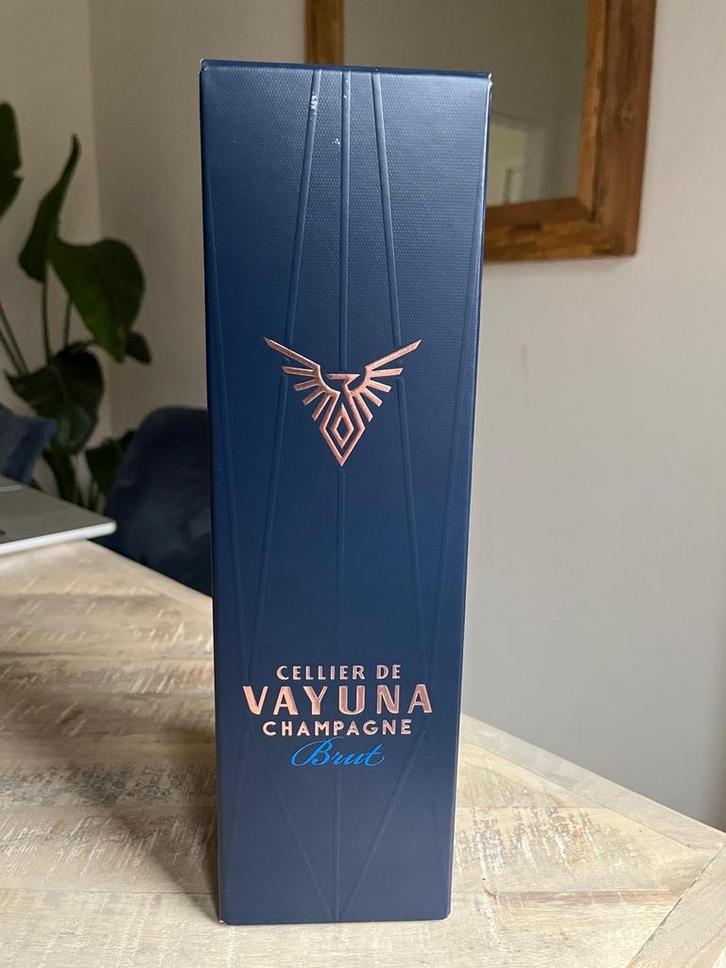 CELLIER DE
VAYUNA
CHAMPAGNE
Brut